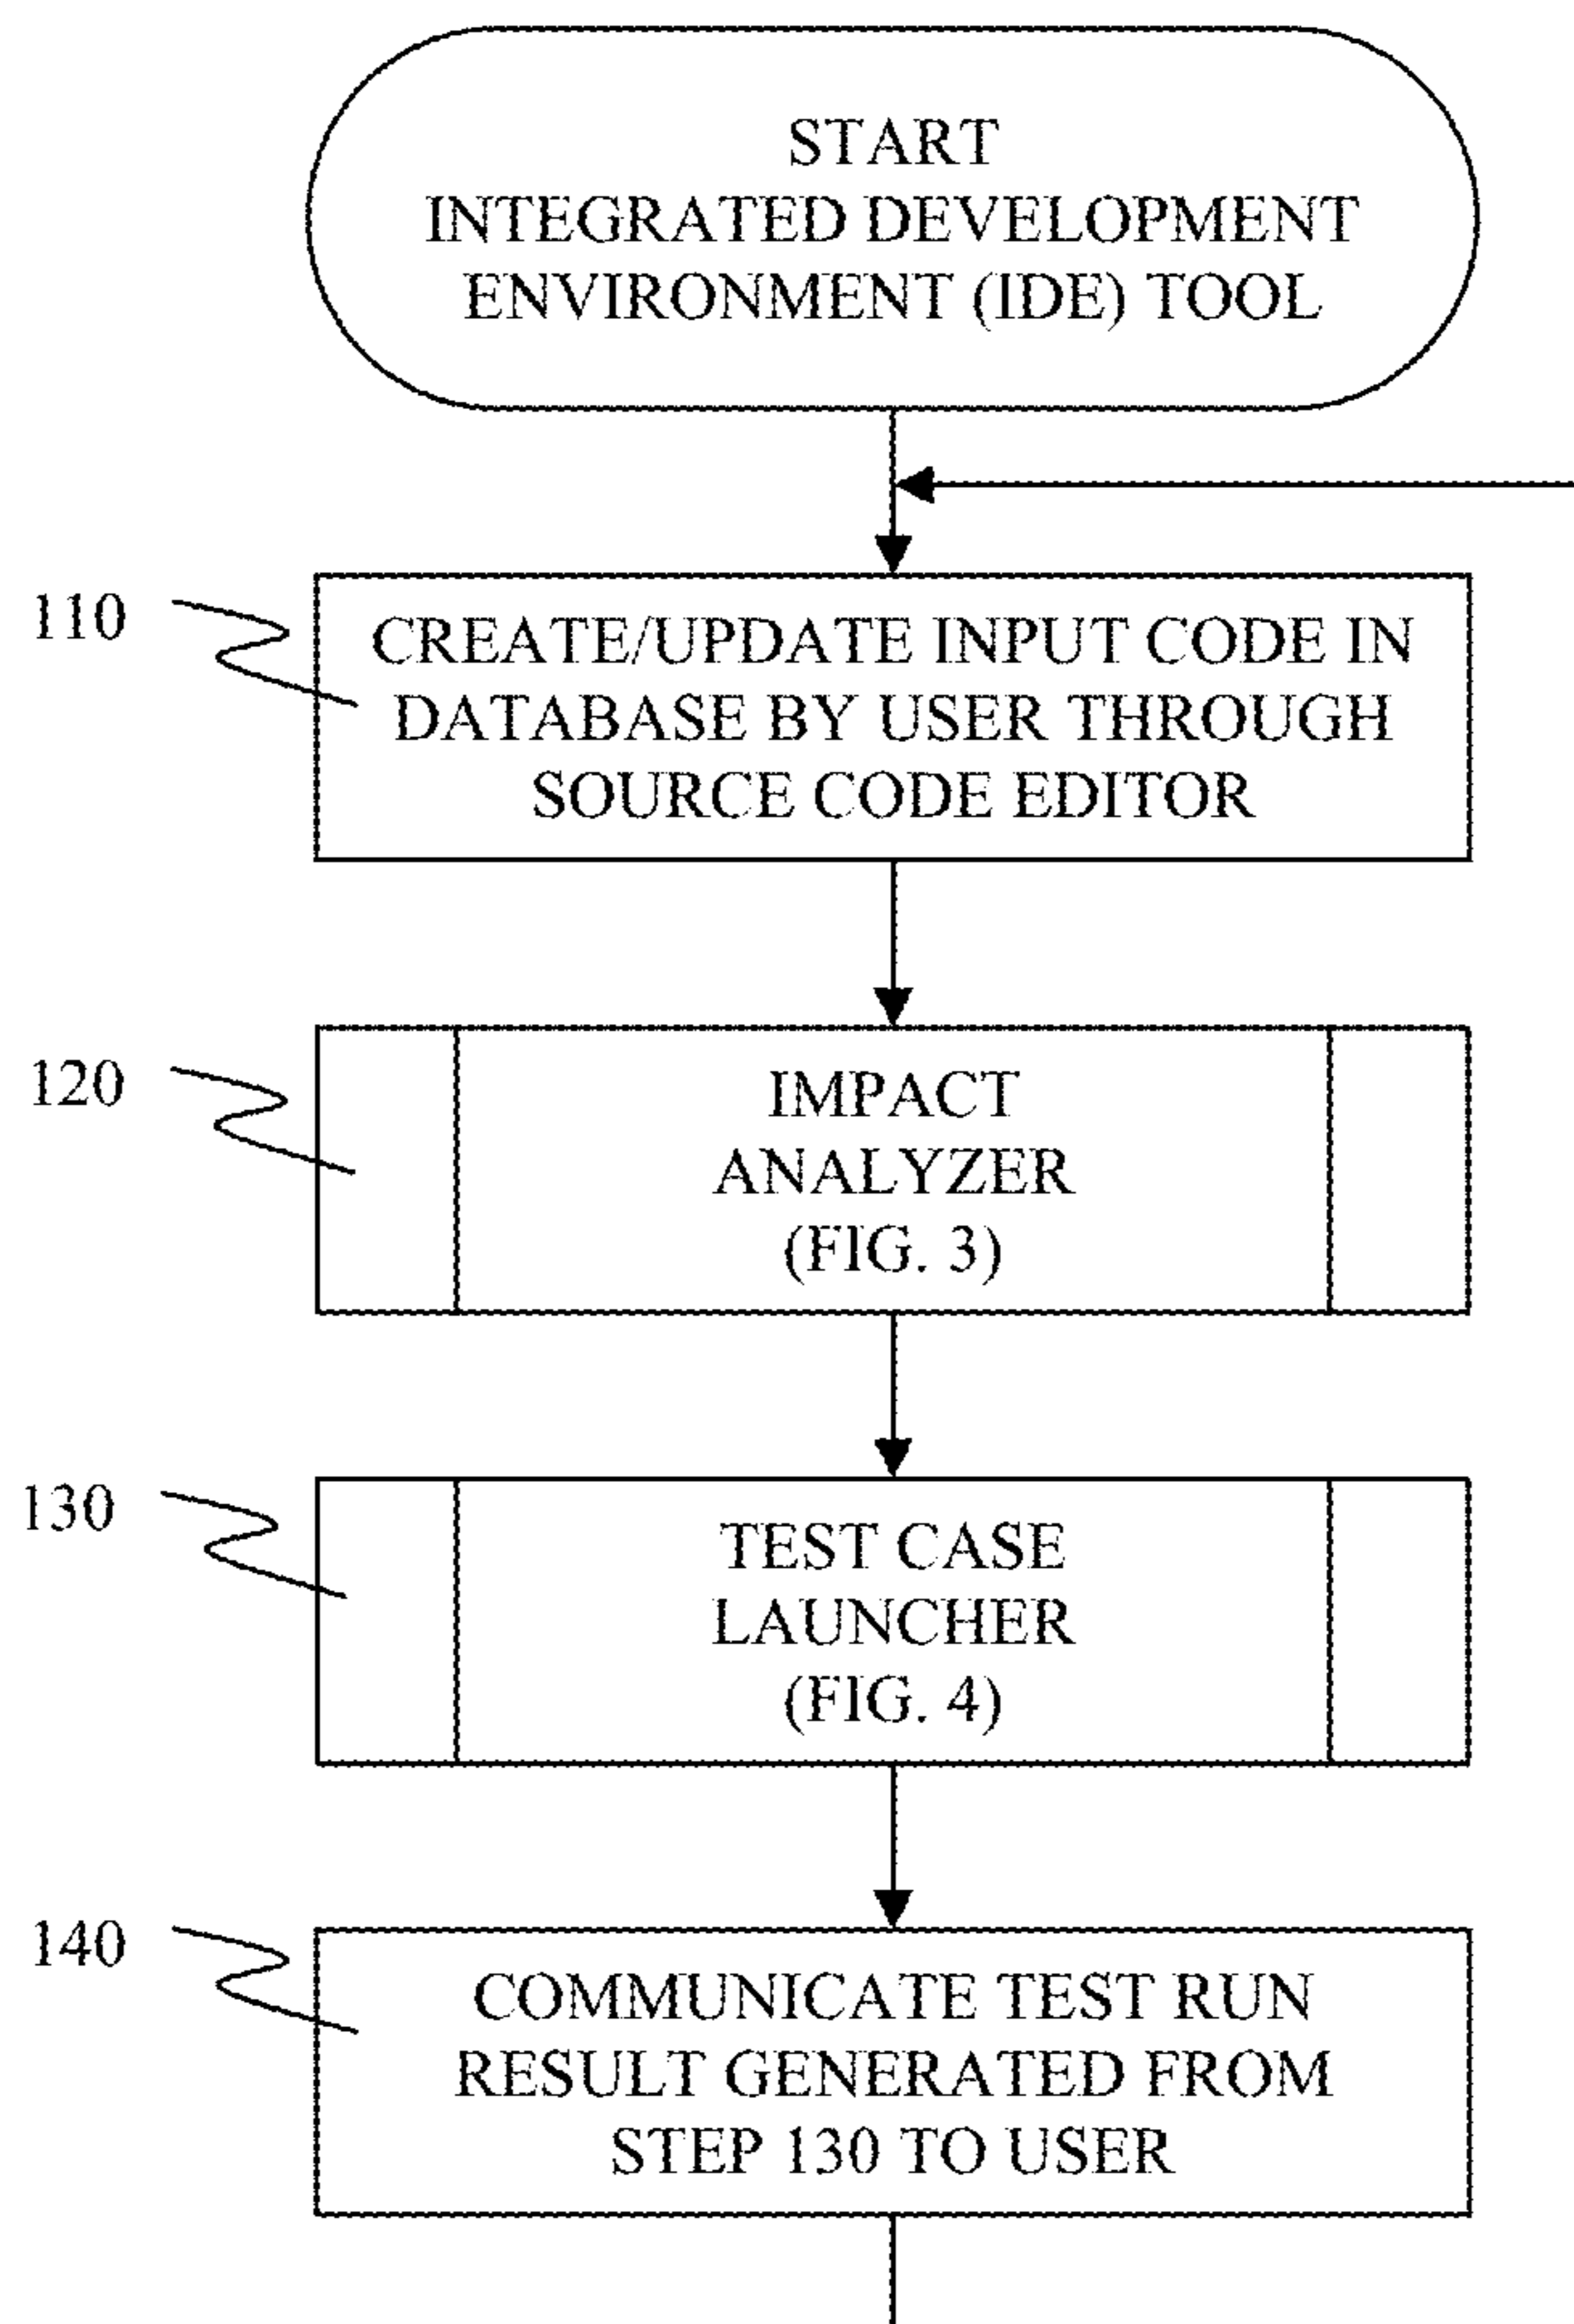 START
INTEGRATED DEVELOPMENT
ENVIRONMENT (IDE) TOOL
110
CREATE/UPDATE INPUT CODE IN
DATABASE BY USER THROUGH
SOURCE CODE EDITOR
120
IMPACT
ANALYZER
(FIG. 3)
130
TEST CASE
LAUNCHER
(FIG. 4)
140
COMMUNICATE TEST RUN
RESULT GENERATED FROM
STEP 130 TO USER